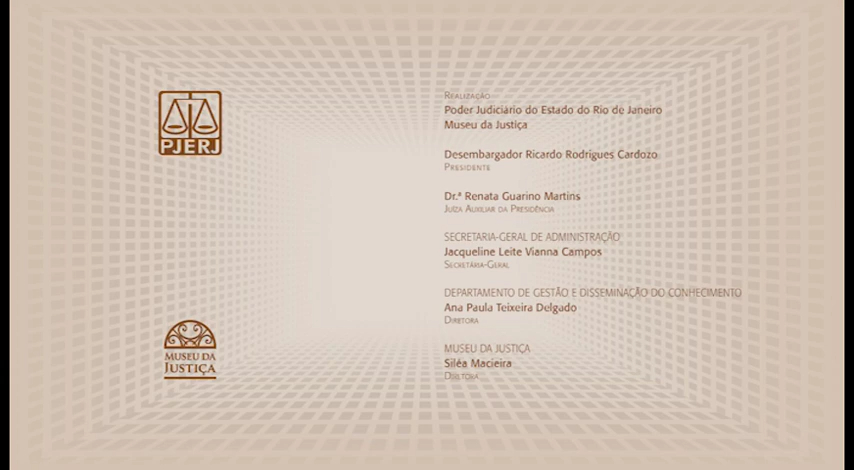 PJERJ
MUSEU DA
JUSTIÇA
REALIZAÇÃO
Poder Judiciário do Estado do Rio de Janeiro
Museu da Justiça
Desembargador Ricardo Rodrigues Cardozo
PRESIDENTE
Dr.ª Renata Guarino Martins
JUÍZA AUXILIAR DA PRESIDÊNCIA
SECRETARIA-GERAL DE ADMINISTRAÇÃO
Jacqueline Leite Vianna Campos
SECRETÁRIA-GERAL
DEPARTAMENTO DE GESTÃO E DISSEMINAÇÃO DO CONHECIMENTO
Ana Paula Teixeira Delgado
DIRETORA
MUSEU DA JUSTIÇA
Siléa Macieira
DIRETORA